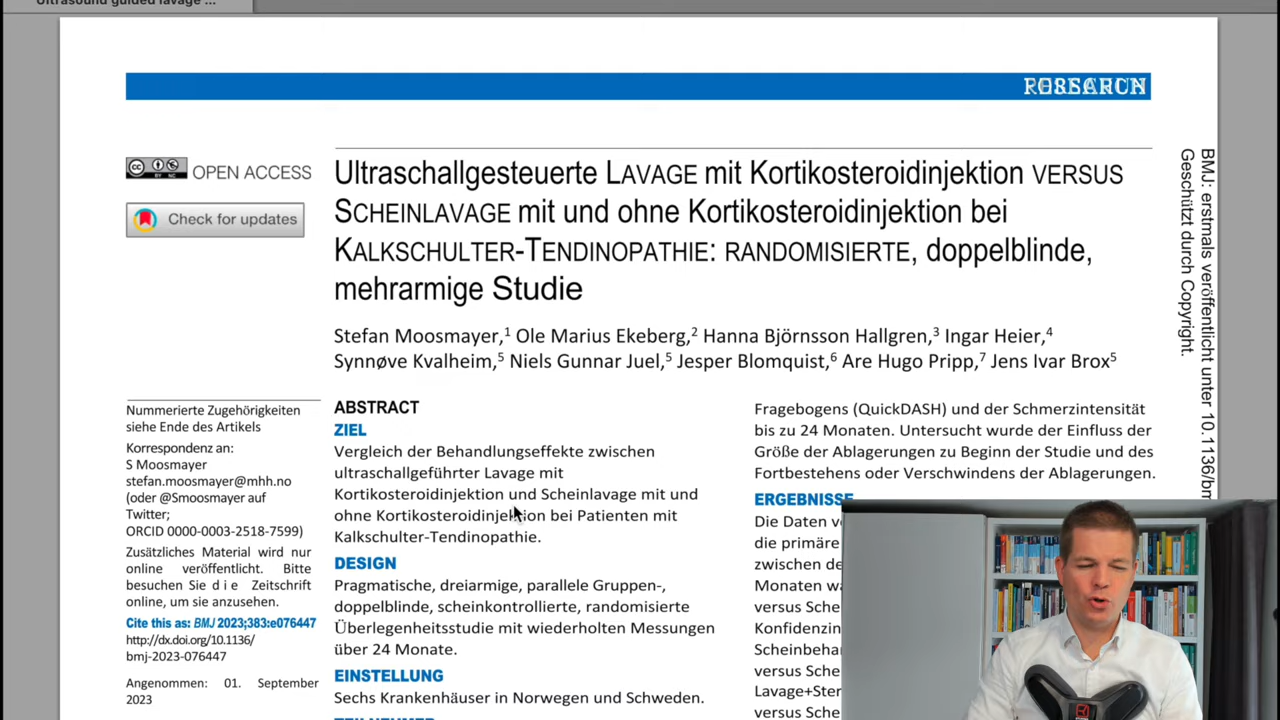 Ultrasound guided lavage ...
RESEARCH
OPEN ACCESS
Check for updates
Ultraschallgesteuerte LAVAGE mit Kortikosteroidinjektion VERSUS
SCHEINLAVAGE mit und ohne Kortikosteroidinjektion bei
KALKSCHULTER-TENDINOPATHIE: RANDOMISIERTE, doppelblinde,
mehrarmige Studie
Stefan Moosmayer,1 Ole Marius Ekeberg,2 Hanna Björnsson Hallgren,3 Ingar Heier,4
Synnøve Kvalheim,5 Niels Gunnar Juel,5 Jesper Blomquist,6 Are Hugo Pripp,7 Jens Ivar Brox5
Nummerierte Zugehörigkeiten
siehe Ende des Artikels
Korrespondenz an:
S Moosmayer
stefan.moosmayer@mhh.no
(oder @Smoosmayer auf
Twitter;
ORCID 0000-0003-2518-7599)
Zusätzliches Material wird nur
online veröffentlicht. Bitte
besuchen Sie d i e Zeitschrift
online, um sie anzusehen.
Cite this as: BMJ 2023;383:e076447
http://dx.doi.org/10.1136/
bmj-2023-076447
Angenommen: 01. September
2023
ABSTRACT
ZIEL
Vergleich der Behandlungseffekte zwischen
ultraschallgeführter Lavage mit
Kortikosteroidinjektion und Scheinlavage mit und
ohne Kortikosteroidinjektion bei Patienten mit
Kalkschulter-Tendinopathie.
DESIGN
Pragmatische, dreiarmige, parallele Gruppen-,
doppelblinde, scheinkontrollierte, randomisierte
Überlegenheitsstudie mit wiederholten Messungen
über 24 Monate.
EINSTELLUNG
Sechs Krankenhäuser in Norwegen und Schweden.
Fragebogens (QuickDASH) und der Schmerzintensität
bis zu 24 Monaten. Untersucht wurde der Einfluss der
Größe der Ablagerungen zu Beginn der Studie und des
Fortbestehens oder Verschwindens der Ablagerungen.
ERGEBNISSE
Die Daten v
die primäre
zwischen de
Monaten wa
versus Sche
Konfidenzin
Scheinbehan
versus Schei
Lavage+Ster
versus Sche
BMJ: erstmals veröffentlicht unter 10.1136/bm
Geschützt durch Copyright.